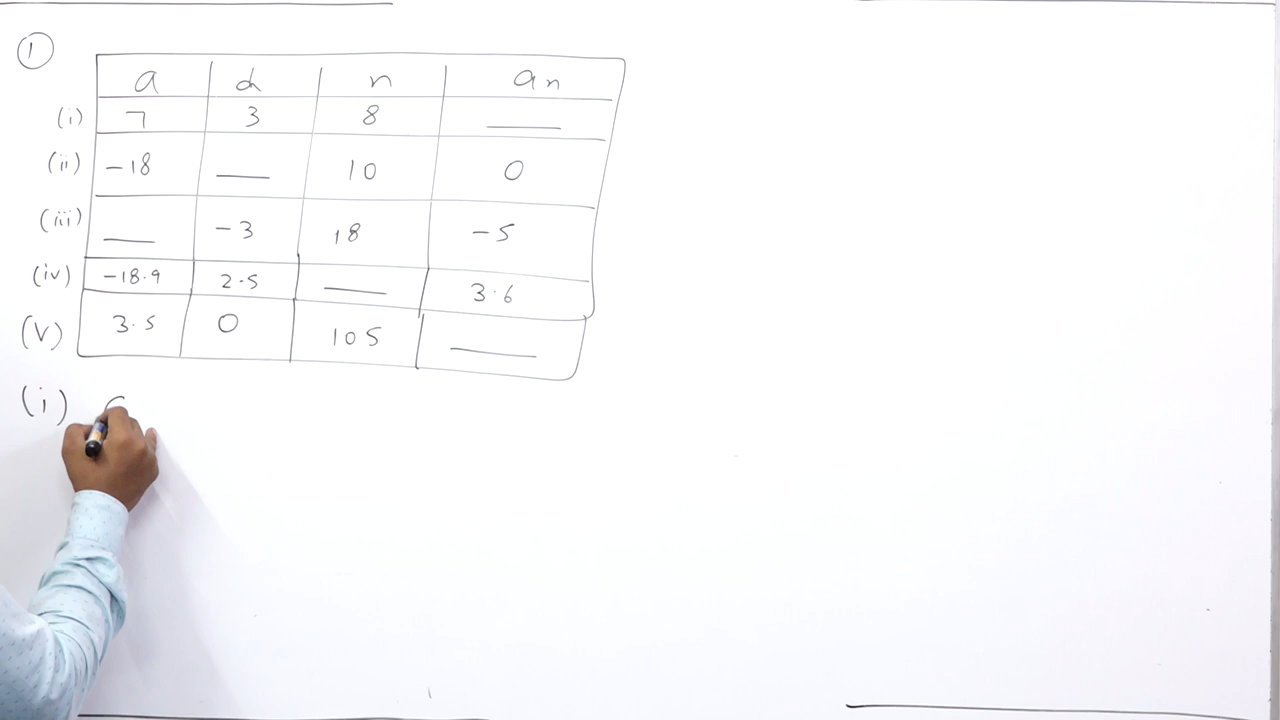 1
a d n an
(i) 7 3 8 ___
(ii) -18 ___ 10 0
(iii) ___ -3 18 -5
(iv) -18.9 2.5 ___ 3.6
(V) 3.5 0 105 ___
(i)